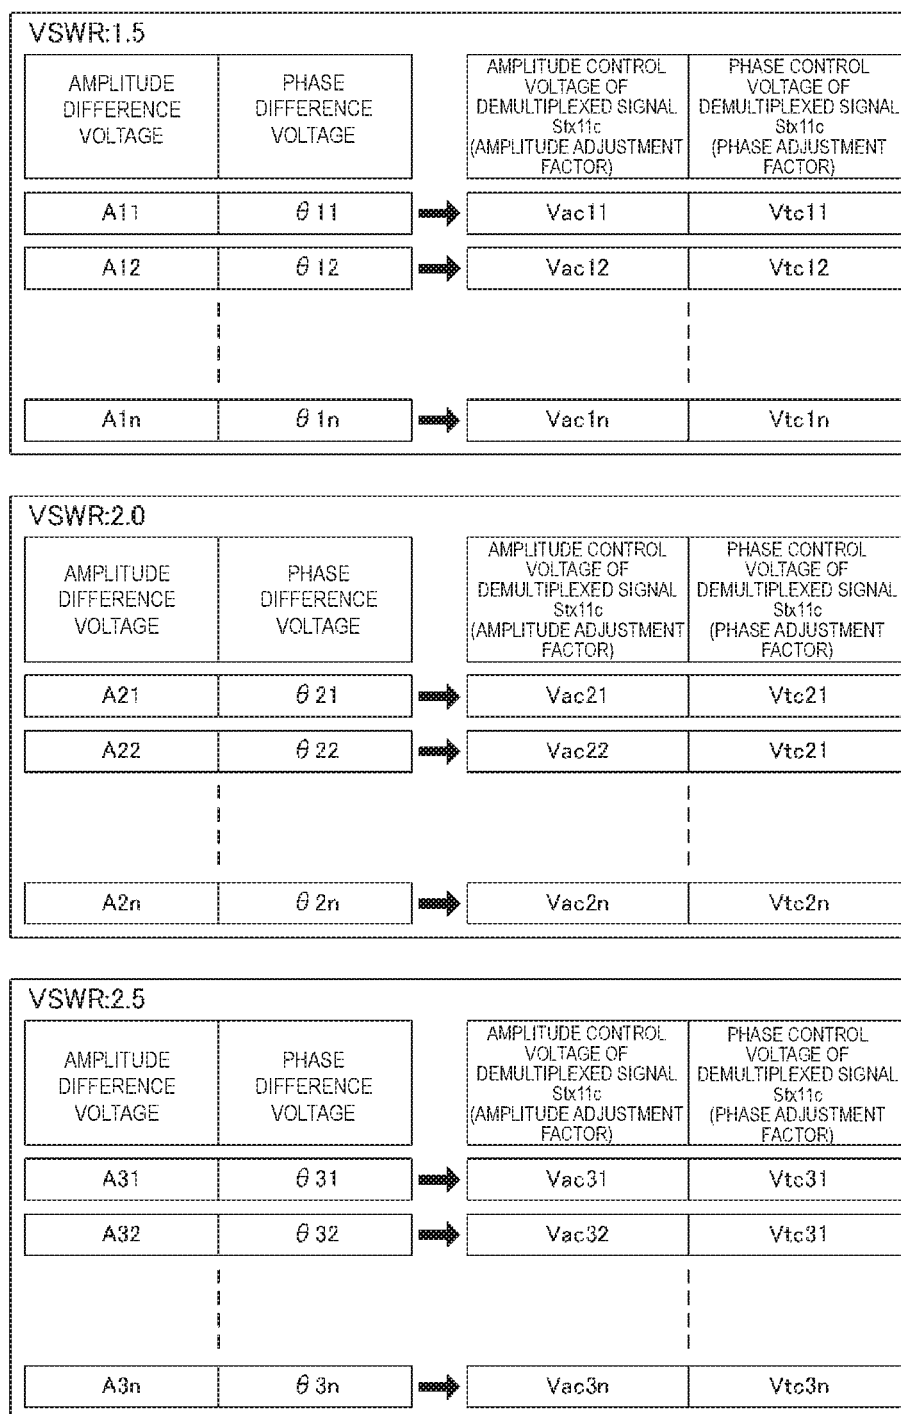 VSWR:1.5
AMPLITUDE
DIFFERENCE
VOLTAGE
PHASE
DIFFERENCE
VOLTAGE
AMPLITUDE CONTROL
VOLTAGE OF
DEMULTIPLEXED SIGNAL
Stx11c
(AMPLITUDE ADJUSTMENT
FACTOR)
PHASE CONTROL
VOLTAGE OF
DEMULTIPLEXED SIGNAL
Stx11c
(PHASE ADJUSTMENT
FACTOR)
A11 θ11 Vac11 Vtc11
A12 θ12 Vac12 Vtc12
A1n θ1n Vac1n Vtc1n
VSWR:2.0
AMPLITUDE
DIFFERENCE
VOLTAGE
PHASE
DIFFERENCE
VOLTAGE
AMPLITUDE CONTROL
VOLTAGE OF
DEMULTIPLEXED SIGNAL
Stx11c
(AMPLITUDE ADJUSTMENT
FACTOR)
PHASE CONTROL
VOLTAGE OF
DEMULTIPLEXED SIGNAL
Stx11c
(PHASE ADJUSTMENT
FACTOR)
A21 θ21 Vac21 Vtc21
A22 θ22 Vac22 Vtc21
A2n θ2n Vac2n Vtc2n
VSWR:2.5
AMPLITUDE
DIFFERENCE
VOLTAGE
PHASE
DIFFERENCE
VOLTAGE
AMPLITUDE CONTROL
VOLTAGE OF
DEMULTIPLEXED SIGNAL
Stx11c
(AMPLITUDE ADJUSTMENT
FACTOR)
PHASE CONTROL
VOLTAGE OF
DEMULTIPLEXED SIGNAL
Stx11c
(PHASE ADJUSTMENT
FACTOR)
A31 θ31 Vac31 Vtc31
A32 θ32 Vac32 Vtc31
A3n θ3n Vac3n Vtc3n